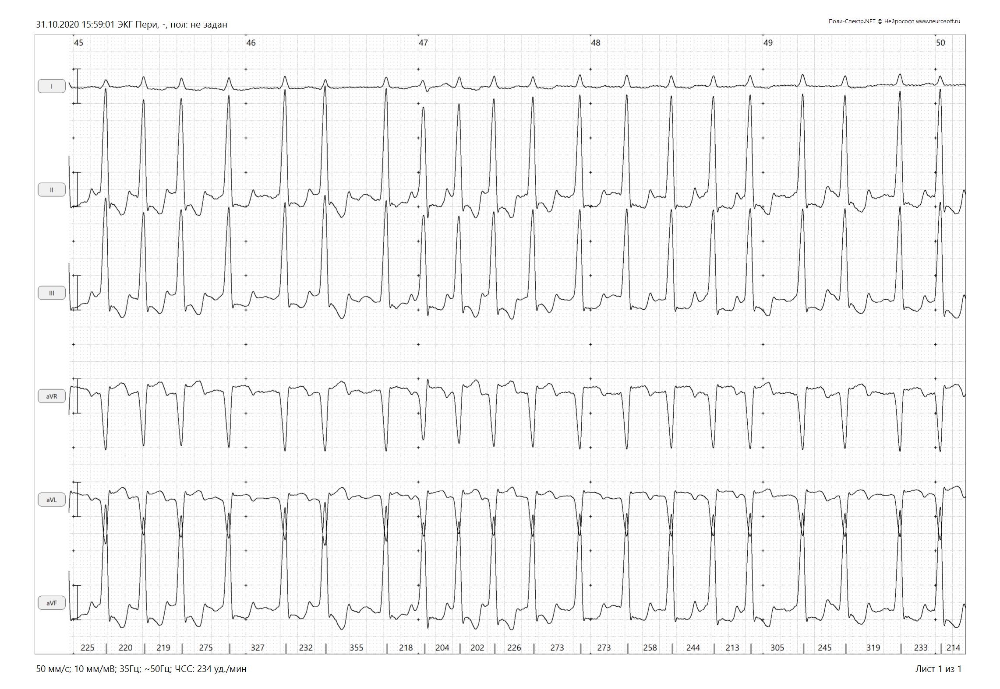 31.10.2020 15:59:01 ЭКГ Пери, -, пол: не задан
Поли-Спектр.NET © Нейрософт www.neurosoft.ru
45 46 47 48 49 50
I
II
III
aVR
aVL
aVF
225 220 219 275 327 232 355 218 204 202 226 273 273 258 244 213 305 245 319 233 214
50 мм/с; 10 мм/мВ; 35Гц; ~50Гц; ЧСС: 234 уд./мин
Лист 1 из 1